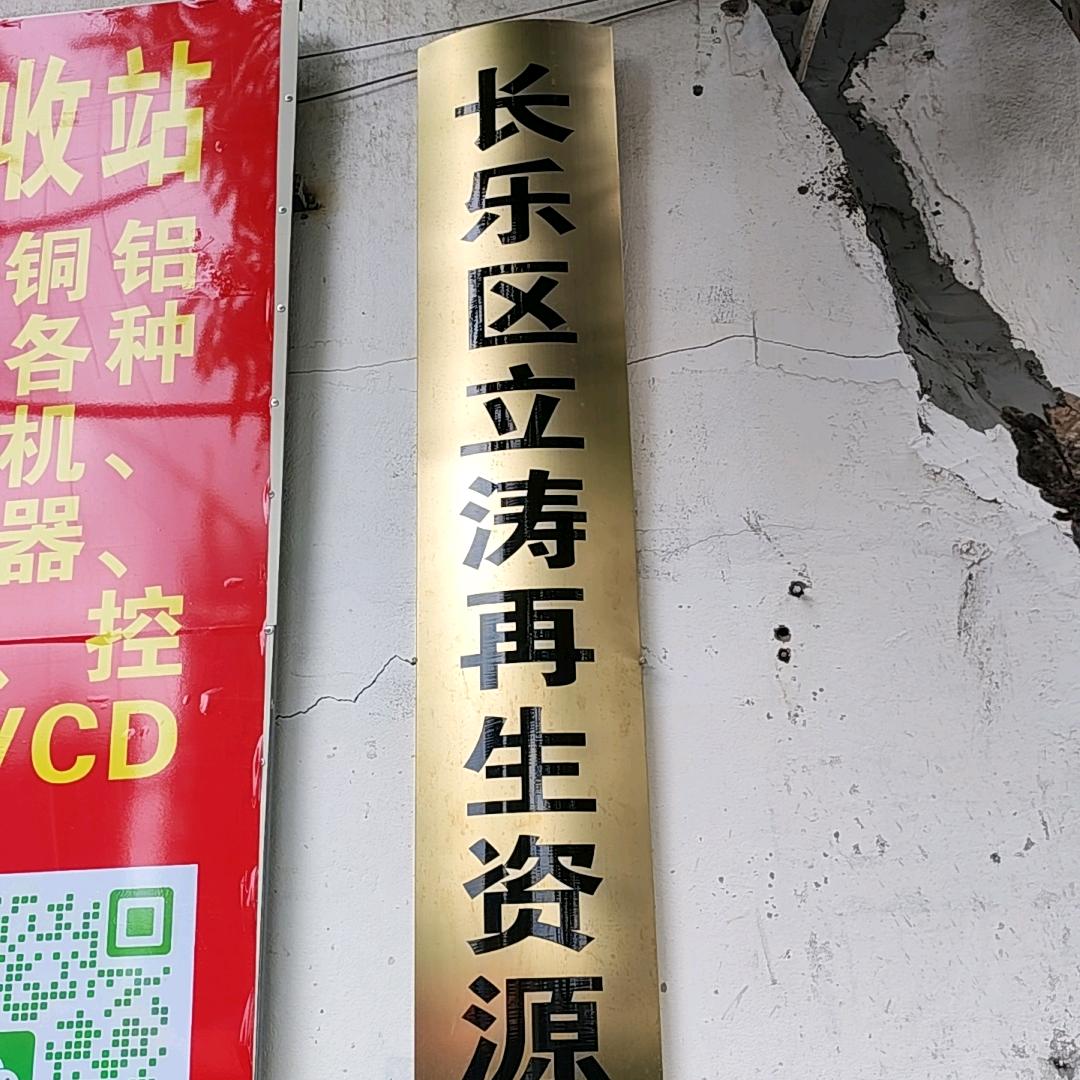 收站
铜铝
各种
机、
器、
、控
VCD
长乐区立涛再生资源